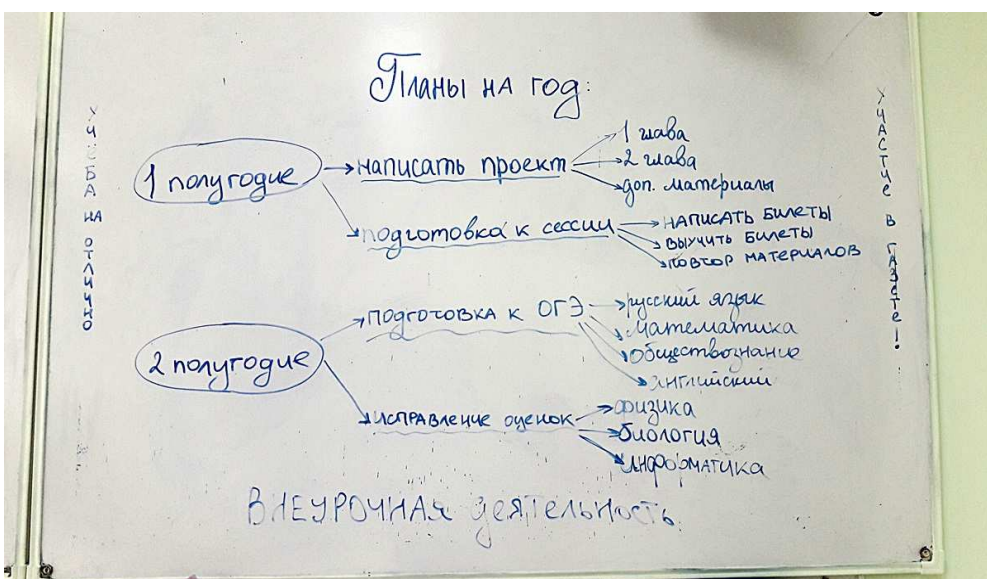 Планы на год:
1 полугодие
написать проект
1 глава
2 глава
доп. материалы
подготовка к сессии
НАПИСАТЬ БИЛЕТЫ
ВЫУЧИТЬ БИЛЕТЫ
ПОВТОР МАТЕРИАЛОВ
2 полугодие
ПОДГОТОВКА К ОГЭ
русский язык
математика
обществознание
английский
ИСПРАВЛЕНИЕ оценок
физика
биология
информатика
ВНЕУРОЧНАЯ деятельность
УЧЕБА НА ОТЛИЧНО
УЧАСТИЕ В ГАЗЕТЕ!